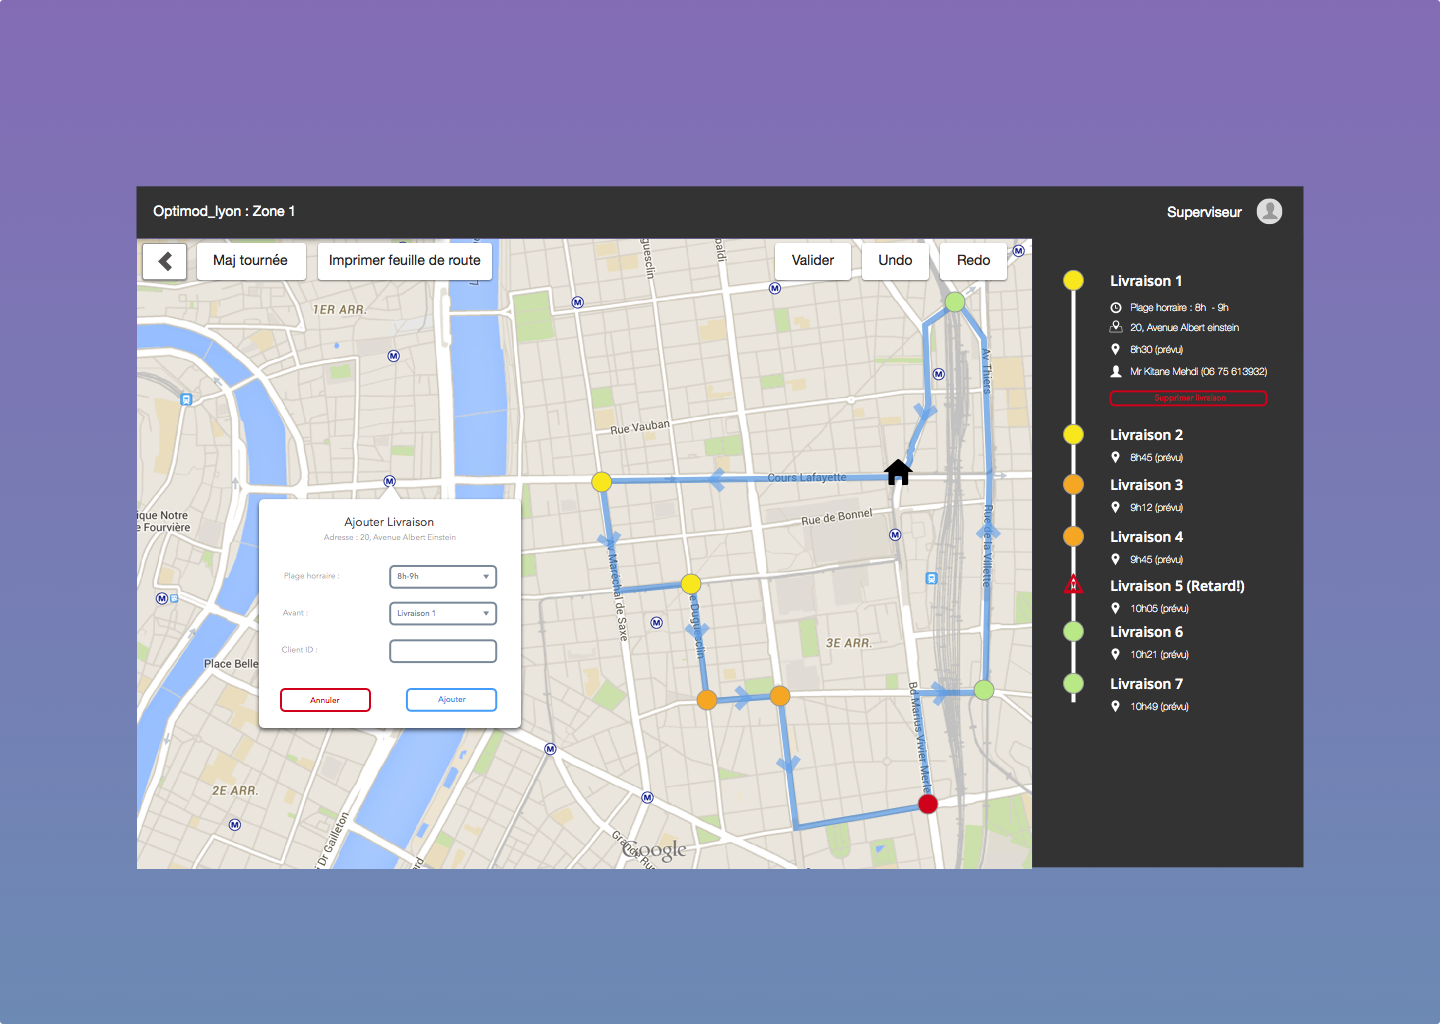 Optimod_lyon : Zone 1
Superviseur
Maj tournée
Imprimer feuille de route
Valider
Undo
Redo
1ER ARR.
Rue Vauban
Av Thiers
Cours Lafayette
Rue de Bonnel
Rue de la Villette
ique Notre
e Fourvière
Av. Maréchal de Saxe
e Duguesclin
3E ARR.
Bd Marius Vivier Merle
Place Belle
2E ARR.
i Dr Gailleton
Grande Rue
Google
Ajouter Livraison
Adresse : 20, Avenue Albert Einstein
Plage horraire :
8h-9h
Avant :
Livraison 1
Client ID :
Annuler
Ajouter
Livraison 1
Plage horraire : 8h - 9h
20, Avenue Albert einstein
8h30 (prévu)
Mr Kitane Mehdi (06 75 613932)
Supprimer livraison
Livraison 2
8h45 (prévu)
Livraison 3
9h12 (prévu)
Livraison 4
9h45 (prévu)
Livraison 5 (Retard!)
10h05 (prévu)
Livraison 6
10h21 (prévu)
Livraison 7
10h49 (prévu)